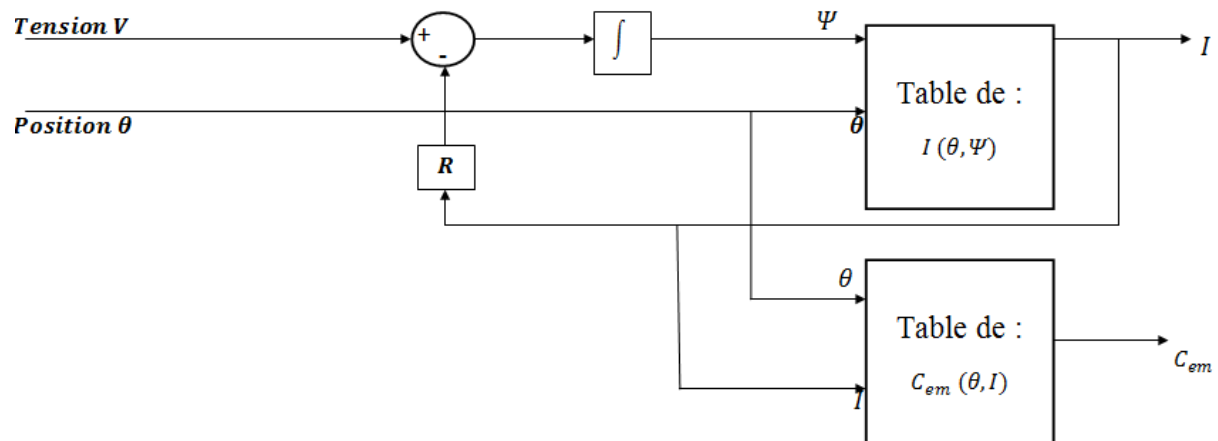 Tension V
+
-
∫
Ψ
I
Position θ
θ
Table de :
I (θ, Ψ)
R
θ
Table de :
C_em (θ, I)
I
C_em